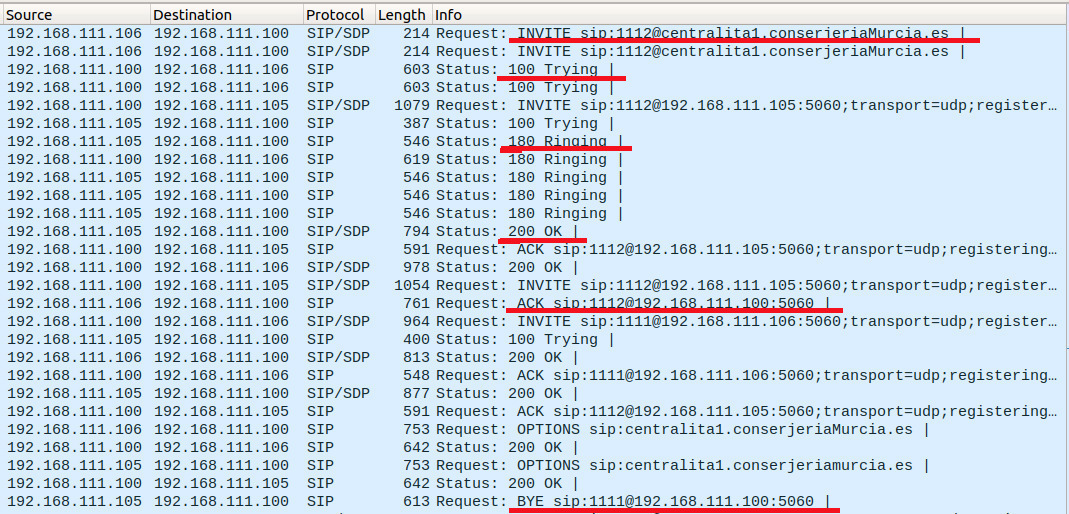 Source Destination Protocol Length Info
192.168.111.106 192.168.111.100 SIP/SDP 214 Request: INVITE sip:1112@centralita1.conserjeriaMurcia.es |
192.168.111.106 192.168.111.100 SIP/SDP 214 Request: INVITE sip:1112@centralita1.conserjeriaMurcia.es |
192.168.111.100 192.168.111.106 SIP 603 Status: 100 Trying |
192.168.111.100 192.168.111.106 SIP 603 Status: 100 Trying |
192.168.111.100 192.168.111.105 SIP/SDP 1079 Request: INVITE sip:1112@192.168.111.105:5060;transport=udp;register…
192.168.111.105 192.168.111.100 SIP 387 Status: 100 Trying |
192.168.111.105 192.168.111.100 SIP 546 Status: 180 Ringing |
192.168.111.100 192.168.111.106 SIP 619 Status: 180 Ringing |
192.168.111.105 192.168.111.100 SIP 546 Status: 180 Ringing |
192.168.111.105 192.168.111.100 SIP 546 Status: 180 Ringing |
192.168.111.105 192.168.111.100 SIP 546 Status: 180 Ringing |
192.168.111.105 192.168.111.100 SIP/SDP 794 Status: 200 OK |
192.168.111.100 192.168.111.105 SIP 591 Request: ACK sip:1112@192.168.111.105:5060;transport=udp;registering…
192.168.111.100 192.168.111.106 SIP/SDP 978 Status: 200 OK |
192.168.111.100 192.168.111.105 SIP/SDP 1054 Request: INVITE sip:1112@192.168.111.105:5060;transport=udp;register…
192.168.111.106 192.168.111.100 SIP 761 Request: ACK sip:1112@192.168.111.100:5060 |
192.168.111.100 192.168.111.106 SIP/SDP 964 Request: INVITE sip:1111@192.168.111.106:5060;transport=udp;register…
192.168.111.105 192.168.111.100 SIP 400 Status: 100 Trying |
192.168.111.106 192.168.111.100 SIP/SDP 813 Status: 200 OK |
192.168.111.100 192.168.111.106 SIP 548 Request: ACK sip:1111@192.168.111.106:5060;transport=udp;registering…
192.168.111.105 192.168.111.100 SIP/SDP 877 Status: 200 OK |
192.168.111.100 192.168.111.105 SIP 591 Request: ACK sip:1112@192.168.111.105:5060;transport=udp;registering…
192.168.111.106 192.168.111.100 SIP 753 Request: OPTIONS sip:centralita1.conserjeriaMurcia.es |
192.168.111.100 192.168.111.106 SIP 642 Status: 200 OK |
192.168.111.105 192.168.111.100 SIP 753 Request: OPTIONS sip:centralita1.conserjeriamurcia.es |
192.168.111.100 192.168.111.105 SIP 642 Status: 200 OK |
192.168.111.105 192.168.111.100 SIP 613 Request: BYE sip:1111@192.168.111.100:5060 |